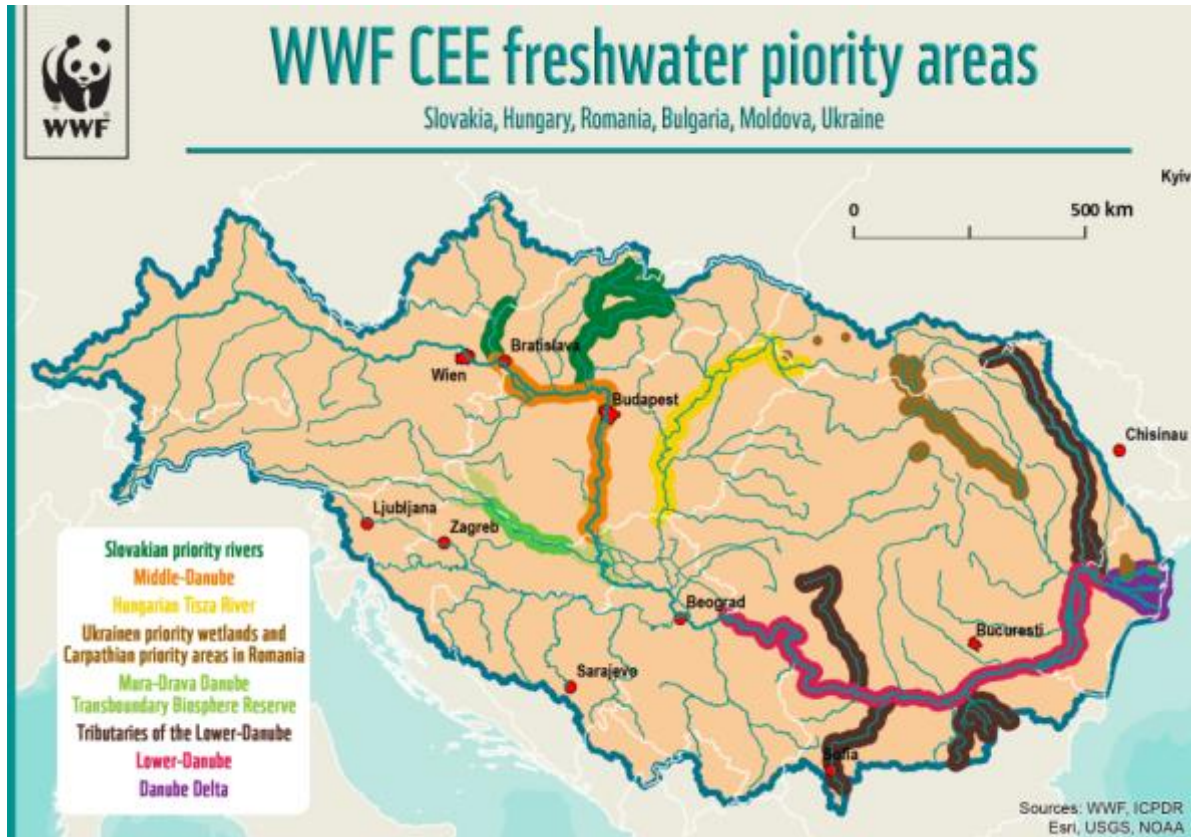 WWF
WWF CEE freshwater piority areas
Slovakia, Hungary, Romania, Bulgaria, Moldova, Ukraine
Kyiv
0 500 km
Bratislava
Wien
Budapest
Chisinau
Ljubljana
Zagreb
Beograd
Bucuresti
Sarajevo
Sofia
Slovakian priority rivers
Middle-Danube
Hungarian Tisza River
Ukrainen priority wetlands and
Carpathian priority areas in Romania
Mura-Drava Danube
Transboundary Biosphere Reserve
Tributaries of the Lower-Danube
Lower-Danube
Danube Delta
Sources: WWF, ICPDR
Esri, USGS, NOAA